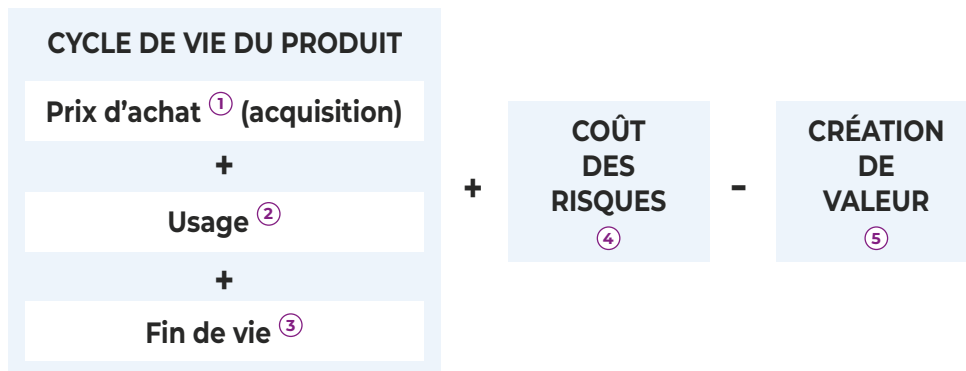 CYCLE DE VIE DU PRODUIT
Prix d’achat ① (acquisition)
+
Usage ②
+
Fin de vie ③
+
COÛT
DES
RISQUES
④
-
CRÉATION
DE
VALEUR
⑤